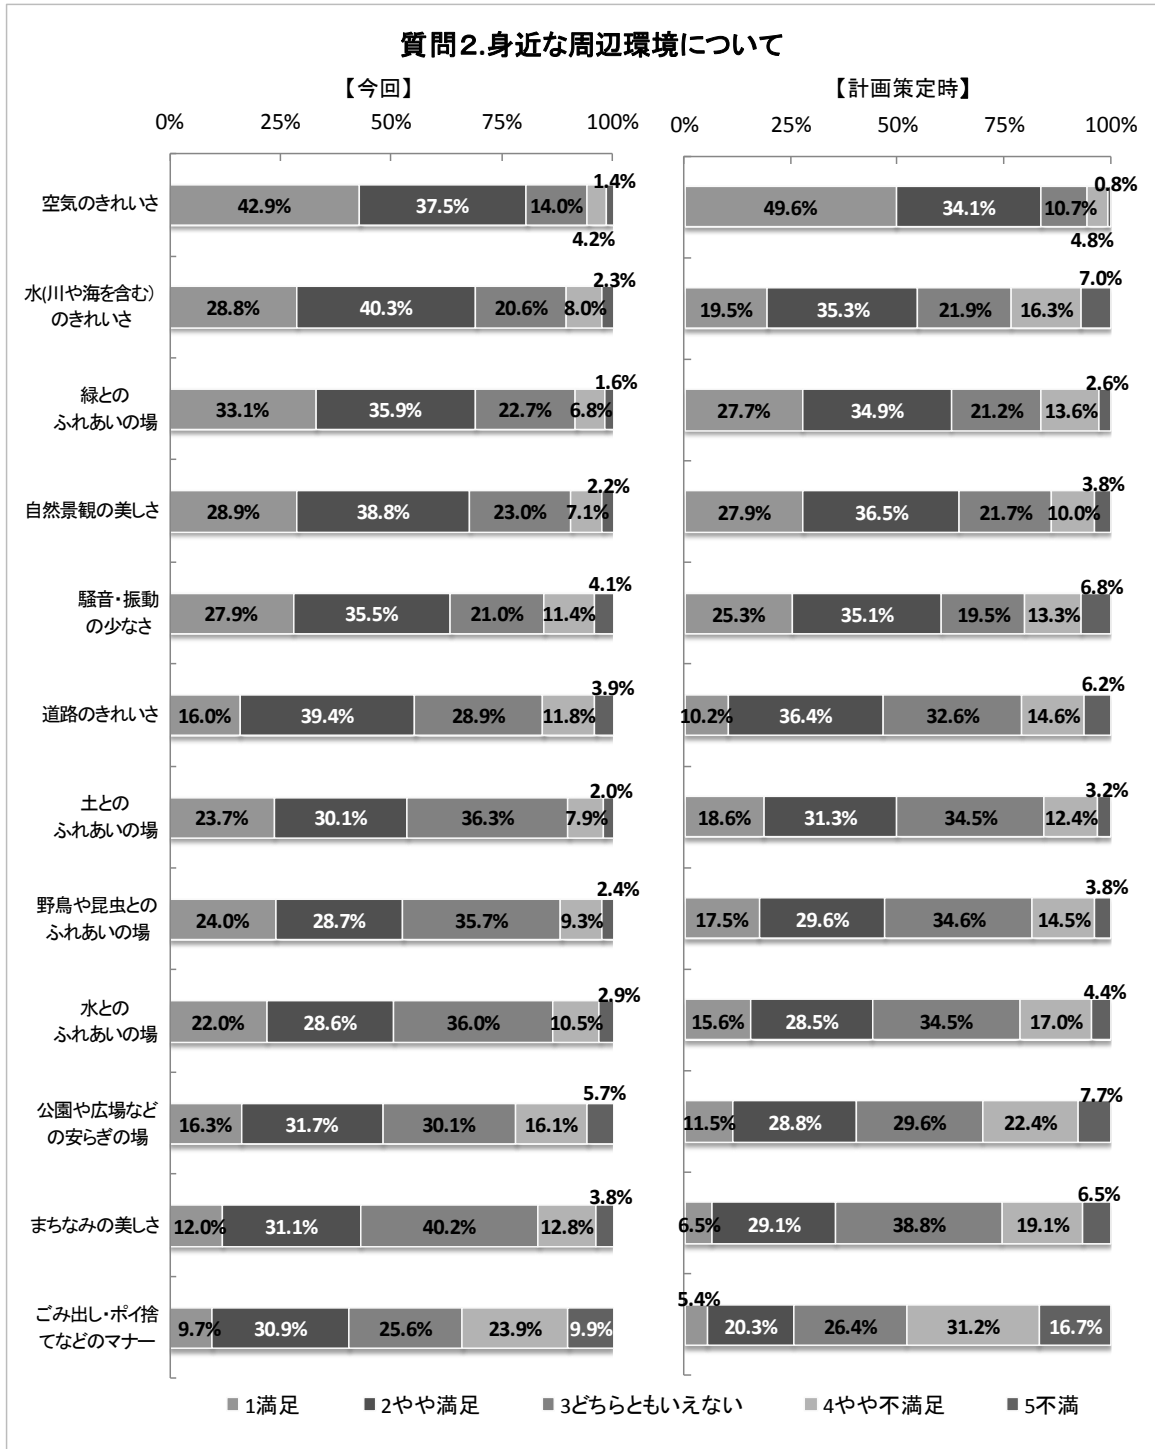 質問2.身近な周辺環境について
【今回】
【計画策定時】
0% 25% 50% 75% 100%
0% 25% 50% 75% 100%
空気のきれいさ
42.9% 37.5% 14.0% 4.2% 1.4%
49.6% 34.1% 10.7% 4.8% 0.8%
水(川や海を含む)
のきれいさ
28.8% 40.3% 20.6% 8.0% 2.3%
19.5% 35.3% 21.9% 16.3% 7.0%
緑との
ふれあいの場
33.1% 35.9% 22.7% 6.8% 1.6%
27.7% 34.9% 21.2% 13.6% 2.6%
自然景観の美しさ
28.9% 38.8% 23.0% 7.1% 2.2%
27.9% 36.5% 21.7% 10.0% 3.8%
騒音・振動
の少なさ
27.9% 35.5% 21.0% 11.4% 4.1%
25.3% 35.1% 19.5% 13.3% 6.8%
道路のきれいさ
16.0% 39.4% 28.9% 11.8% 3.9%
10.2% 36.4% 32.6% 14.6% 6.2%
土との
ふれあいの場
23.7% 30.1% 36.3% 7.9% 2.0%
18.6% 31.3% 34.5% 12.4% 3.2%
野鳥や昆虫との
ふれあいの場
24.0% 28.7% 35.7% 9.3% 2.4%
17.5% 29.6% 34.6% 14.5% 3.8%
水との
ふれあいの場
22.0% 28.6% 36.0% 10.5% 2.9%
15.6% 28.5% 34.5% 17.0% 4.4%
公園や広場など
の安らぎの場
16.3% 31.7% 30.1% 16.1% 5.7%
11.5% 28.8% 29.6% 22.4% 7.7%
まちなみの美しさ
12.0% 31.1% 40.2% 12.8% 3.8%
6.5% 29.1% 38.8% 19.1% 6.5%
ごみ出し・ポイ捨
てなどのマナー
9.7% 30.9% 25.6% 23.9% 9.9%
5.4% 20.3% 26.4% 31.2% 16.7%
1満足 2やや満足 3どちらともいえない 4やや不満足 5不満